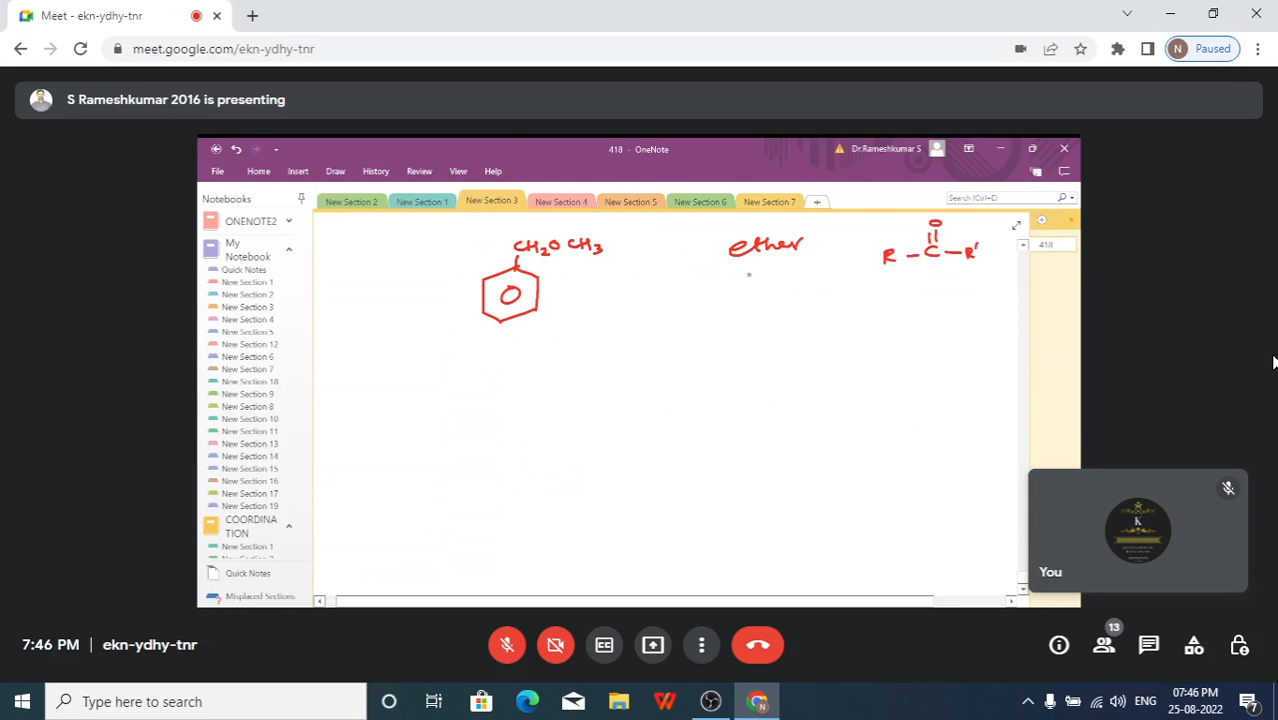 Meet - ekn-ydhy-tnr
meet.google.com/ekn-ydhy-tnr
N Paused
S Rameshkumar 2016 is presenting
418 - OneNote
Dr.Rameshkumar S
File Home Insert Draw History Review View Help
Notebooks
New Section 2 New Section 1 New Section 3 New Section 4 New Section 5 New Section 6 New Section 7
Search (Ctrl+E)
ONENOTE2
My
Notebook
Quick Notes
New Section 1
New Section 2
New Section 3
New Section 4
New Section 5
New Section 12
New Section 6
New Section 7
New Section 18
New Section 9
New Section 8
New Section 10
New Section 11
New Section 13
New Section 14
New Section 15
New Section 16
New Section 17
New Section 19
COORDINA
TION
New Section 1
Quick Notes
Misplaced Sections
CH₂OCH₃
ether
O
R - C - R'
418
K
You
7:46 PM | ekn-ydhy-tnr
13
Type here to search
ENG
07:46 PM
25-08-2022
7